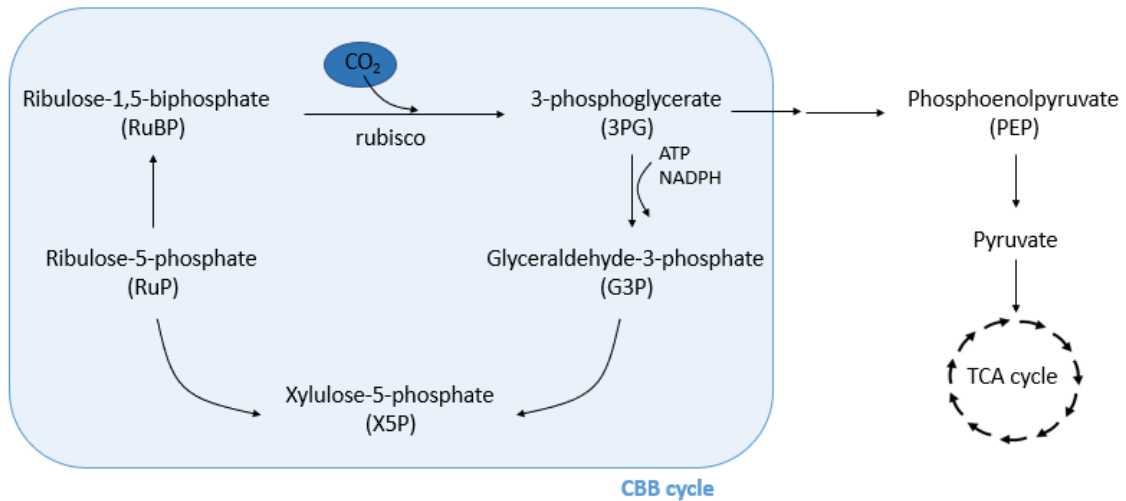 CO2
Ribulose-1,5-biphosphate
(RuBP)
rubisco
3-phosphoglycerate
(3PG)
Phosphoenolpyruvate
(PEP)
ATP
NADPH
Ribulose-5-phosphate
(RuP)
Glyceraldehyde-3-phosphate
(G3P)
Pyruvate
Xylulose-5-phosphate
(X5P)
TCA cycle
CBB cycle